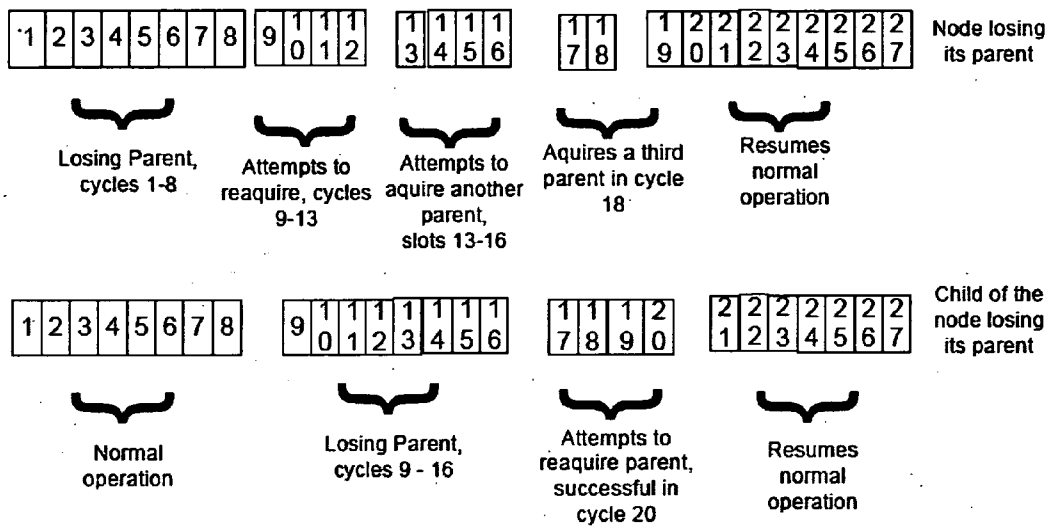 1 2 3 4 5 6 7 8 9 10 11 12 13 14 15 16 17 18 19 20 21 22 23 24 25 26 27
Node losing
its parent
Losing Parent,
cycles 1-8
Attempts to
reaquire, cycles
9-13
Attempts to
aquire another
parent,
slots 13-16
Aquires a third
parent in cycle
18
Resumes
normal
operation
1 2 3 4 5 6 7 8 9 10 11 12 13 14 15 16 17 18 19 20 21 22 23 24 25 26 27
Child of the
node losing
its parent
Normal
operation
Losing Parent,
cycles 9 - 16
Attempts to
reaquire parent,
successful in
cycle 20
Resumes
normal
operation